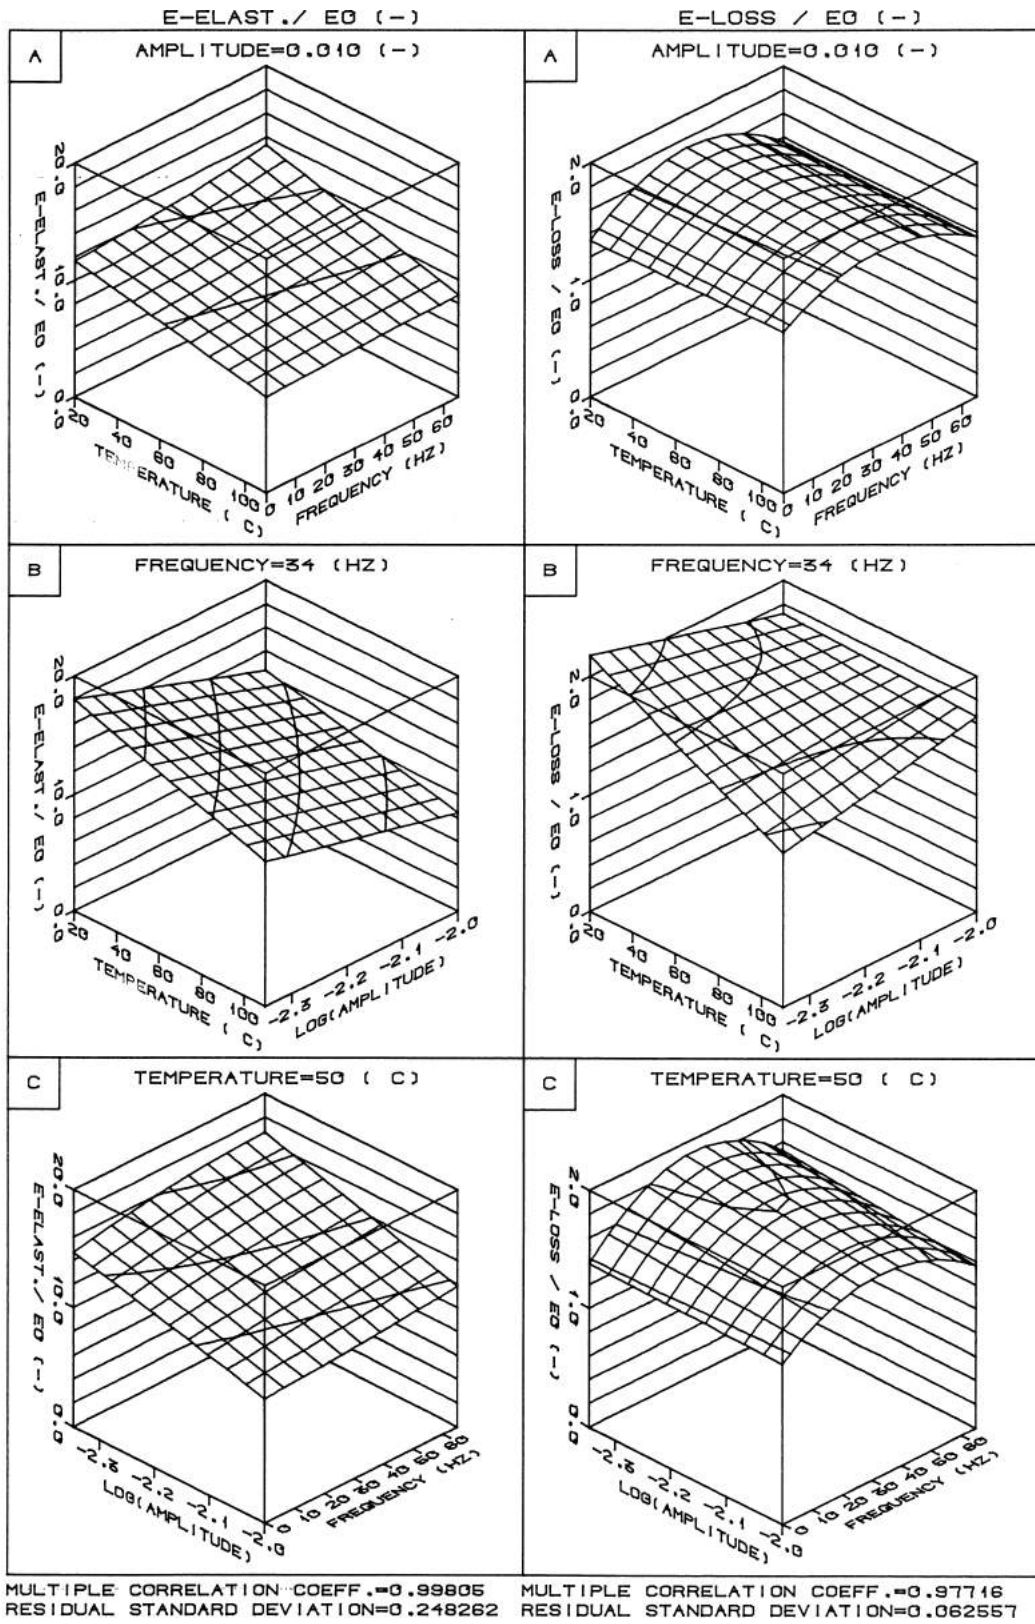 E-ELAST./ E0 (-)
E-LOSS / E0 (-)
A
AMPLITUDE=0.010 (-)
20.0
10.0
0.0
E-ELAST./ E0 (-)
20 40 60 80 100
TEMPERATURE ( C)
0 10 20 30 40 50 60
FREQUENCY (HZ)
A
AMPLITUDE=0.010 (-)
2.0
1.0
0.0
E-LOSS / E0 (-)
20 40 60 80 100
TEMPERATURE ( C)
0 10 20 30 40 50 60
FREQUENCY (HZ)
B
FREQUENCY=34 (HZ)
20.0
10.0
0.0
E-ELAST./ E0 (-)
20 40 60 80 100
TEMPERATURE ( C)
-2.3 -2.2 -2.1 -2.0
LOG(AMPLITUDE)
B
FREQUENCY=34 (HZ)
2.0
1.0
0.0
E-LOSS / E0 (-)
20 40 60 80 100
TEMPERATURE ( C)
-2.3 -2.2 -2.1 -2.0
LOG(AMPLITUDE)
C
TEMPERATURE=50 ( C)
20.0
10.0
0.0
E-ELAST./ E0 (-)
-2.3 -2.2 -2.1 -2.0
LOG(AMPLITUDE)
0 10 20 30 40 50 60
FREQUENCY (HZ)
C
TEMPERATURE=50 ( C)
2.0
1.0
0.0
E-LOSS / E0 (-)
-2.3 -2.2 -2.1 -2.0
LOG(AMPLITUDE)
0 10 20 30 40 50 60
FREQUENCY (HZ)
MULTIPLE CORRELATION COEFF.=0.99805
RESIDUAL STANDARD DEVIATION=0.248262
MULTIPLE CORRELATION COEFF.=0.97716
RESIDUAL STANDARD DEVIATION=0.062557